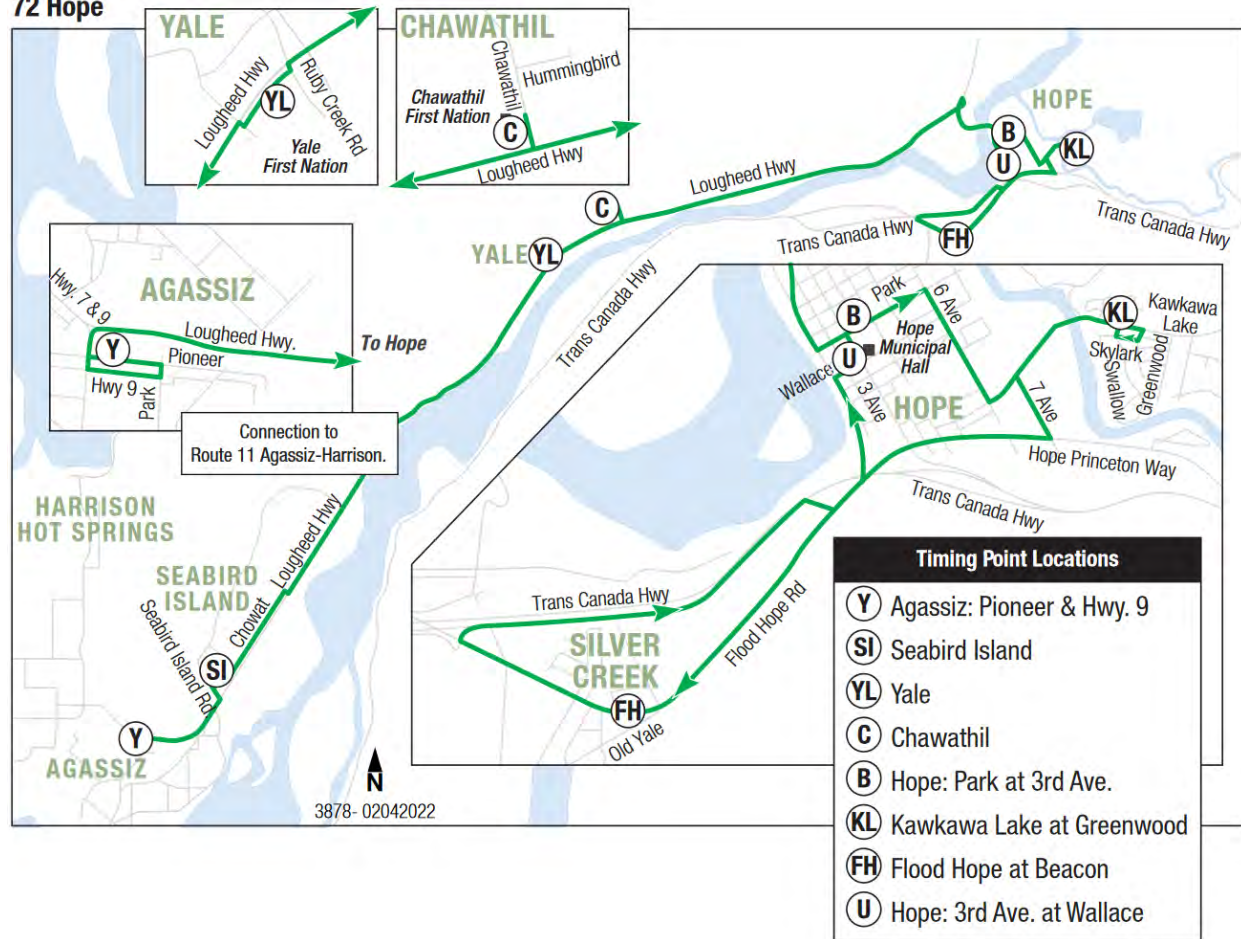 72 Hope
YALE
Lougheed Hwy
Ruby Creek Rd
YL
Yale
First Nation
CHAWATHIL
Chawathil
Hummingbird
Chawathil
First Nation
C
Lougheed Hwy
HOPE
B
U
KL
Lougheed Hwy
C
YALE
YL
Trans Canada Hwy
FH
Trans Canada Hwy
Trans Canada Hwy
AGASSIZ
Hwy. 7 & 9
Lougheed Hwy.
To Hope
Y
Pioneer
Hwy 9
Park
Connection to
Route 11 Agassiz-Harrison.
HARRISON
HOT SPRINGS
SEABIRD
ISLAND
Lougheed Hwy
Chowat
Seabird Island Rd
SI
Y
AGASSIZ
N
3878- 02042022
Park
6 Ave
B
Hope
Municipal
Hall
U
Wallace
3 Ave
HOPE
7 Ave
KL
Kawkawa
Lake
Skylark
Swallow
Greenwood
Hope Princeton Way
Trans Canada Hwy
Trans Canada Hwy
Flood Hope Rd
SILVER
CREEK
FH
Old Yale
Timing Point Locations
Y Agassiz: Pioneer & Hwy. 9
SI Seabird Island
YL Yale
C Chawathil
B Hope: Park at 3rd Ave.
KL Kawkawa Lake at Greenwood
FH Flood Hope at Beacon
U Hope: 3rd Ave. at Wallace